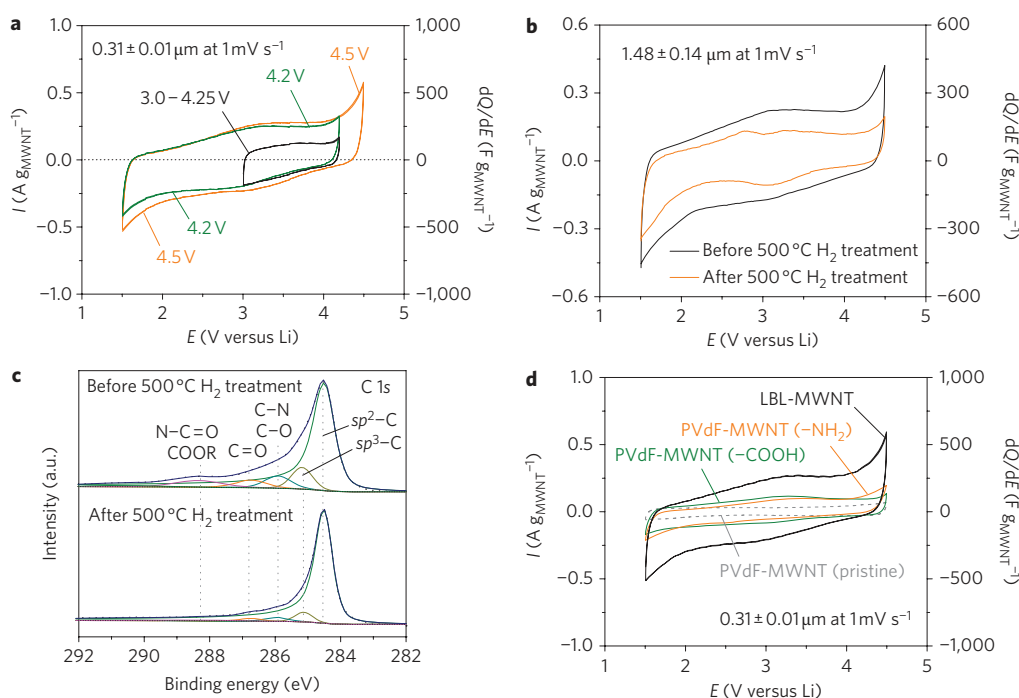 a
1.0
0.5
0.0
−0.5
−1.0
I (A gMWNT⁻¹)
0.31 ± 0.01 μm at 1 mV s⁻¹
4.5 V
4.2 V
3.0 – 4.25 V
4.2 V
4.5 V
1,000
500
0
−500
−1,000
dQ/dE (F gMWNT⁻¹)
1 2 3 4 5
E (V versus Li)
b
0.6
0.3
0.0
−0.3
−0.6
I (A gMWNT⁻¹)
1.48 ± 0.14 μm at 1 mV s⁻¹
Before 500 °C H₂ treatment
After 500 °C H₂ treatment
600
300
0
−300
−600
dQ/dE (F gMWNT⁻¹)
1 2 3 4 5
E (V versus Li)
c
Intensity (a.u.)
Before 500 °C H₂ treatment
C 1s
C–N
C–O
sp²–C
N–C=O
COOR
C=O
sp³–C
After 500 °C H₂ treatment
292 290 288 286 284 282
Binding energy (eV)
d
1.0
0.5
0.0
−0.5
−1.0
I (A gMWNT⁻¹)
LBL-MWNT
PVdF-MWNT (–NH₂)
PVdF-MWNT (–COOH)
PVdF-MWNT (pristine)
0.31 ± 0.01 μm at 1 mV s⁻¹
1,000
500
0
−500
−1,000
dQ/dE (F gMWNT⁻¹)
1 2 3 4 5
E (V versus Li)